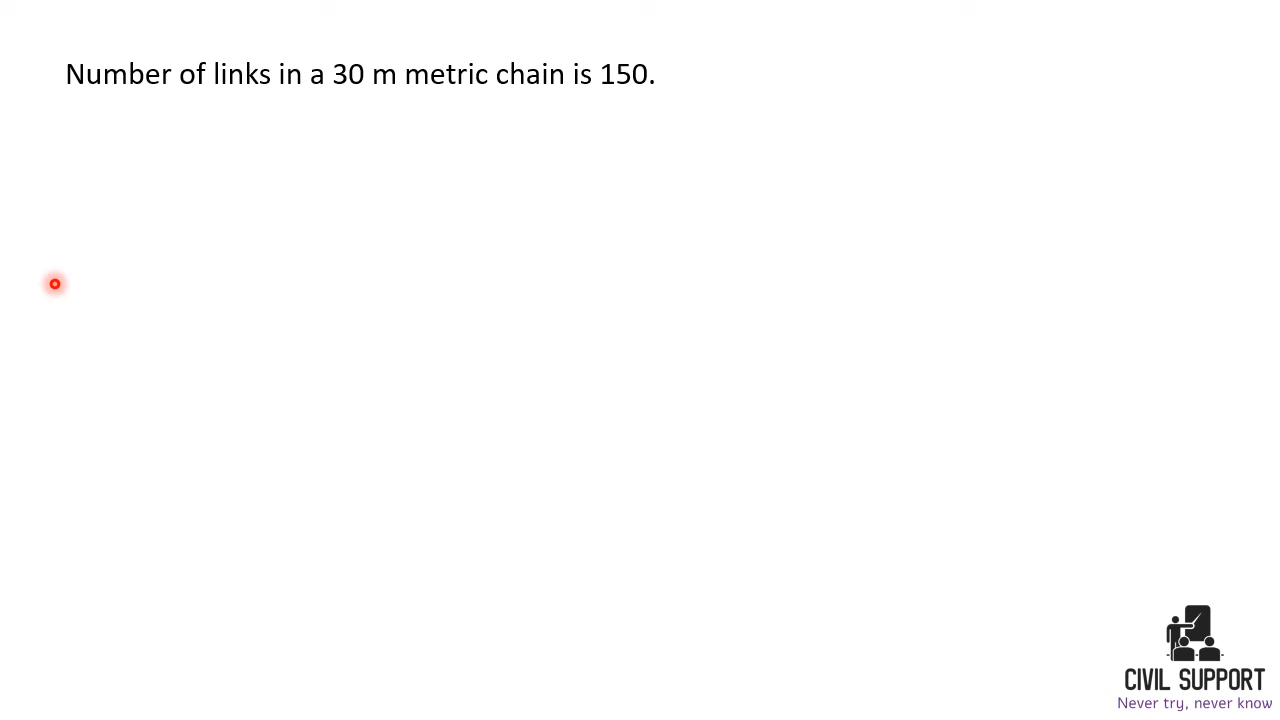 Number of links in a 30 m metric chain is 150.
CIVIL SUPPORT
Never try, never know